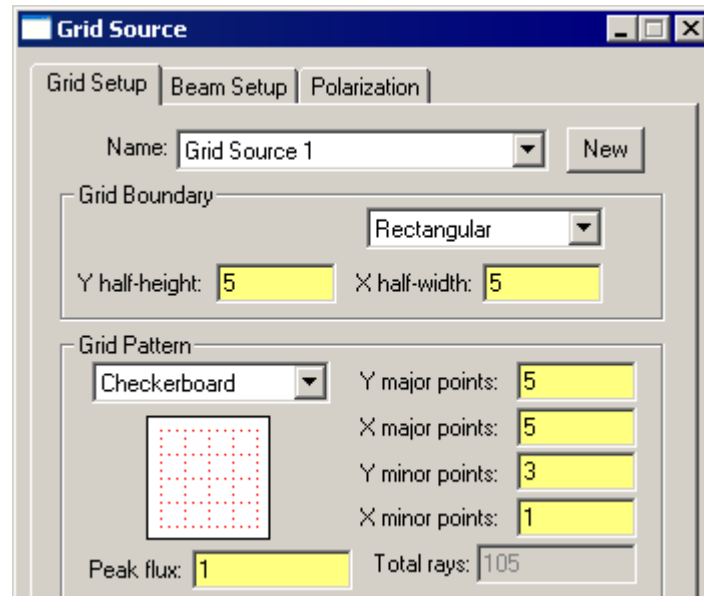 Grid Source
Grid Setup Beam Setup Polarization
Name: Grid Source 1 New
Grid Boundary
Rectangular
Y half-height: 5 X half-width: 5
Grid Pattern
Checkerboard Y major points: 5
X major points: 5
Y minor points: 3
X minor points: 1
Peak flux: 1 Total rays: 105